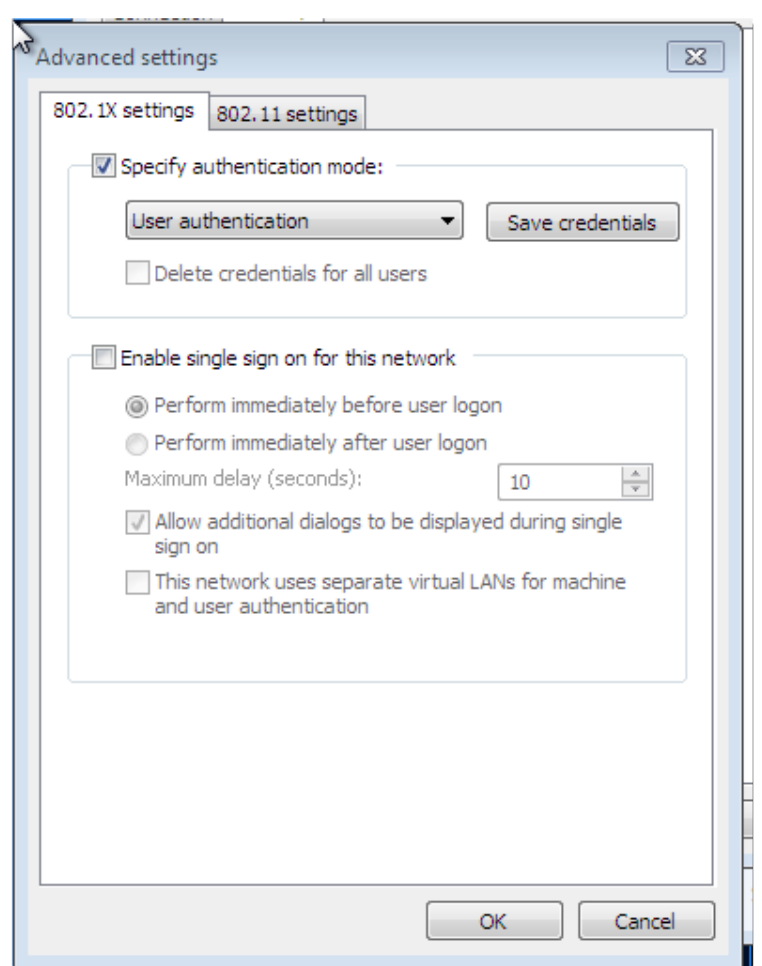 Advanced settings
802.1X settings
802.11 settings
Specify authentication mode:
User authentication
Save credentials
Delete credentials for all users
Enable single sign on for this network
Perform immediately before user logon
Perform immediately after user logon
Maximum delay (seconds):
10
Allow additional dialogs to be displayed during single
sign on
This network uses separate virtual LANs for machine
and user authentication
OK
Cancel